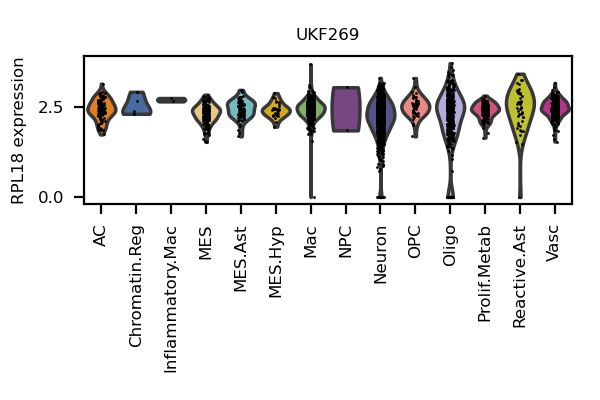 UKF269
RPL18 expression
2.5
0.0
AC
Chromatin.Reg
Inflammatory.Mac
MES
MES.Ast
MES.Hyp
Mac
NPC
Neuron
OPC
Oligo
Prolif.Metab
Reactive.Ast
Vasc